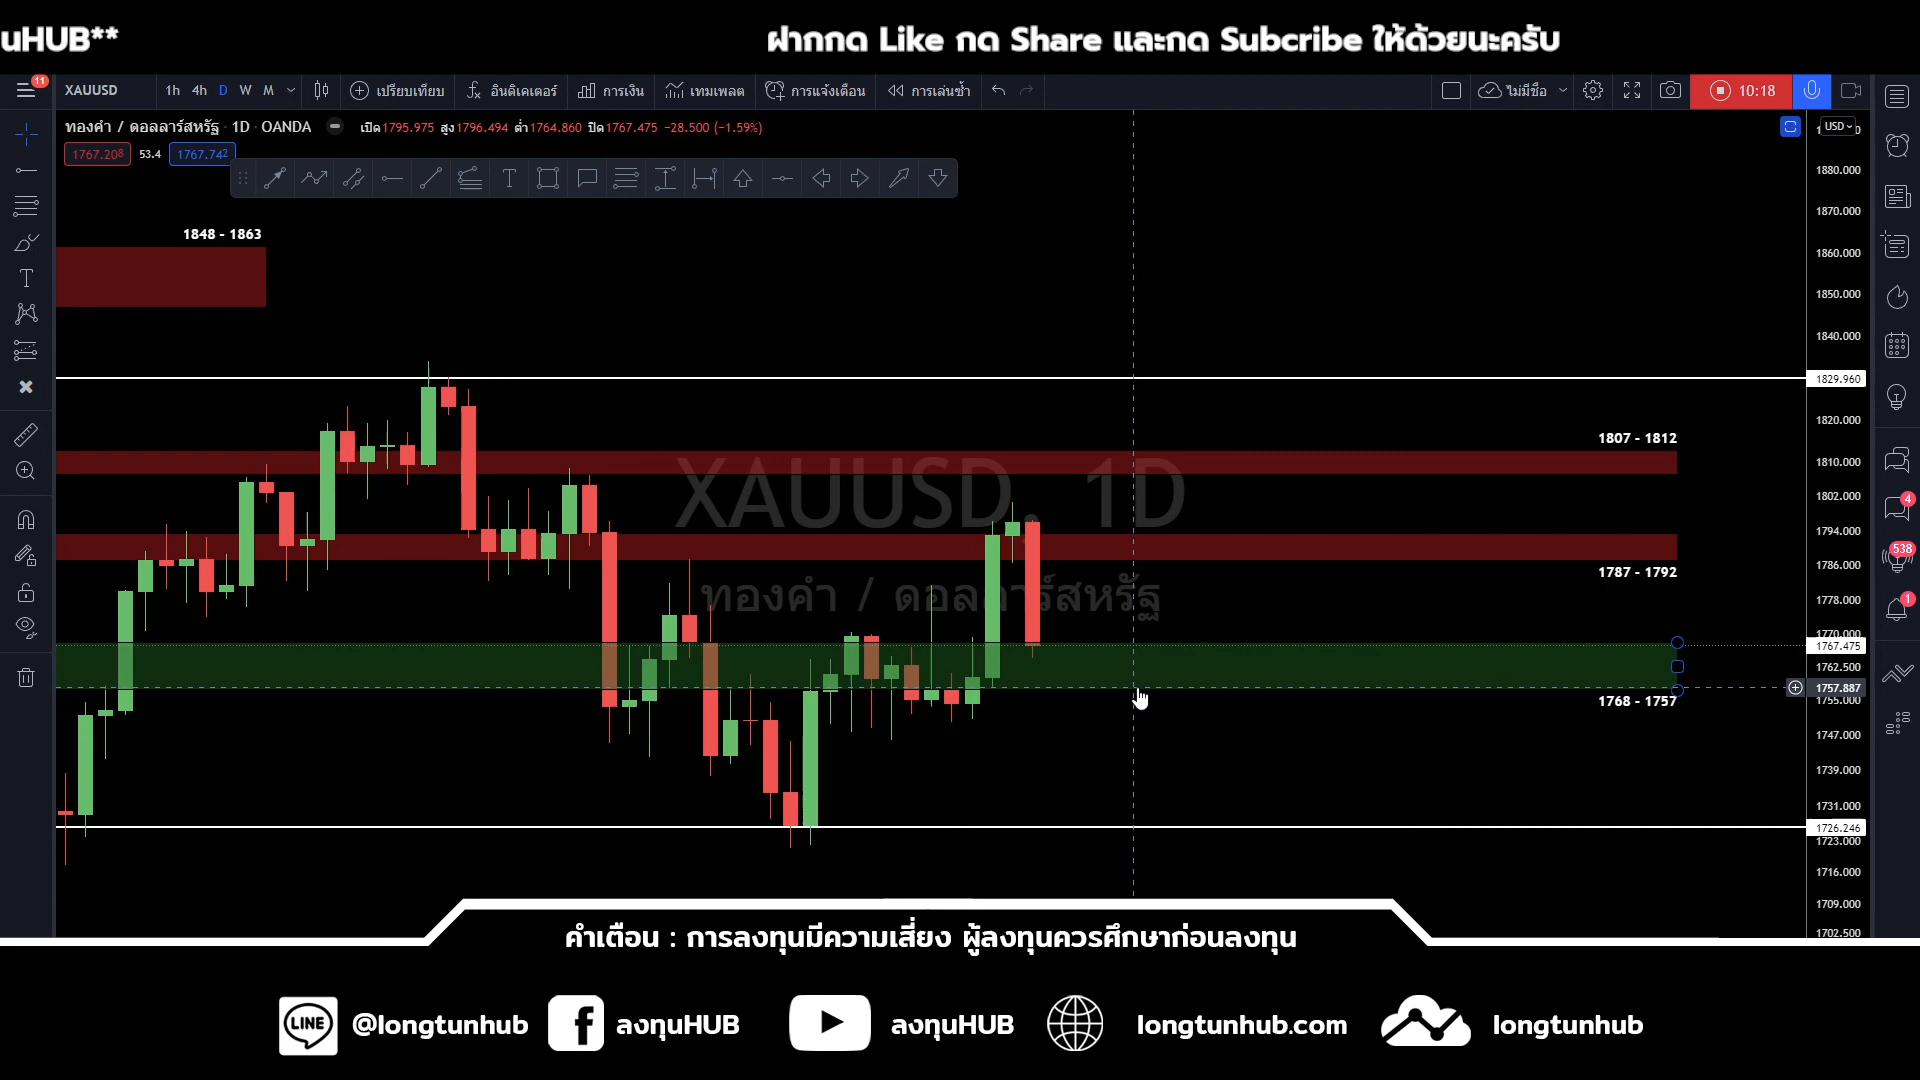 นHUB**
ฝากกด Like กด Share และกด Subcribe ให้ด้วยนะครับ
11
XAUUSD 1h 4h D W M เปรียบเทียบ อินดิเคเตอร์ การเงิน เทมเพลต การแจ้งเตือน การเล่นซ้ำ ไม่มีชื่อ 10:18
ทองคำ / ดอลลาร์สหรัฐ · 1D · OANDA เปิด1795.975 สูง1796.494 ต่ำ1764.860 ปิด1767.475 −28.500 (−1.59%)
USD
1767.208 53.4 1767.742
1880.000
1870.000
1848 - 1863
1860.000
1850.000
1840.000
1829.960
1820.000
1807 - 1812
1810.000
XAUUSD, 1D
1802.000
4
1794.000
538
1786.000
1787 - 1792
ทองคำ / ดอลลาร์สหรัฐ
1778.000
1
1770.000
1767.475
1762.500
1757.887
1768 - 1757
1755.000
1747.000
1739.000
1731.000
1726.246
1723.000
1716.000
1709.000
1702.500
คำเตือน : การลงทุนมีความเสี่ยง ผู้ลงทุนควรศึกษาก่อนลงทุน
LINE @longtunhub ลงทุนHUB ลงทุนHUB longtunhub.com longtunhub